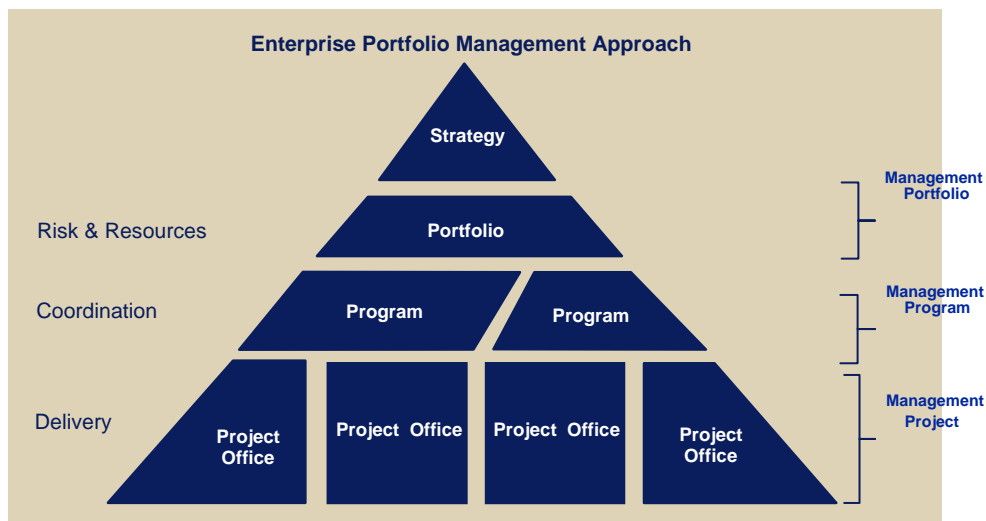 Enterprise Portfolio Management Approach
Strategy
Management
Portfolio
Risk & Resources
Portfolio
Coordination
Program
Program
Management
Program
Delivery
Project
Office
Project Office
Project Office
Project
Office
Management
Project